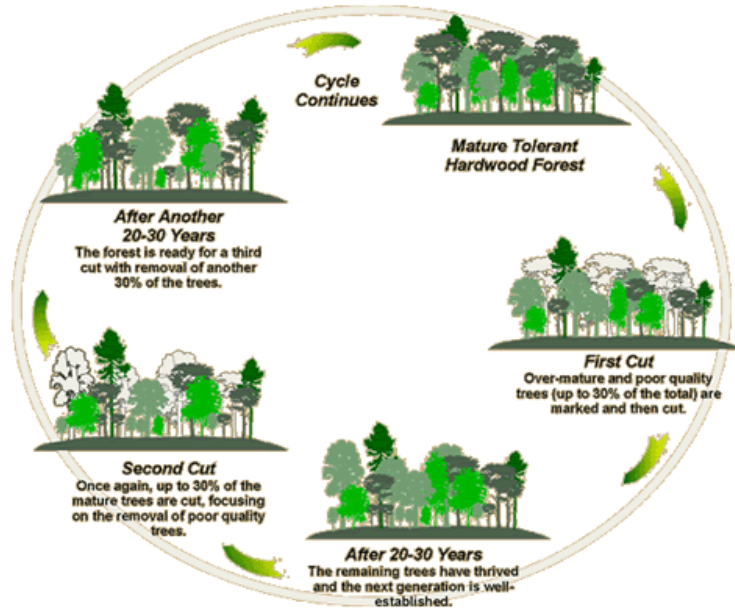 Cycle
Continues
Mature Tolerant
Hardwood Forest
First Cut
Over-mature and poor quality
trees (up to 30% of the total) are
marked and then cut.
After 20-30 Years
The remaining trees have thrived
and the next generation is well-
established.
Second Cut
Once again, up to 30% of the
mature trees are cut, focusing
on the removal of poor quality
trees.
After Another
20-30 Years
The forest is ready for a third
cut with removal of another
30% of the trees.